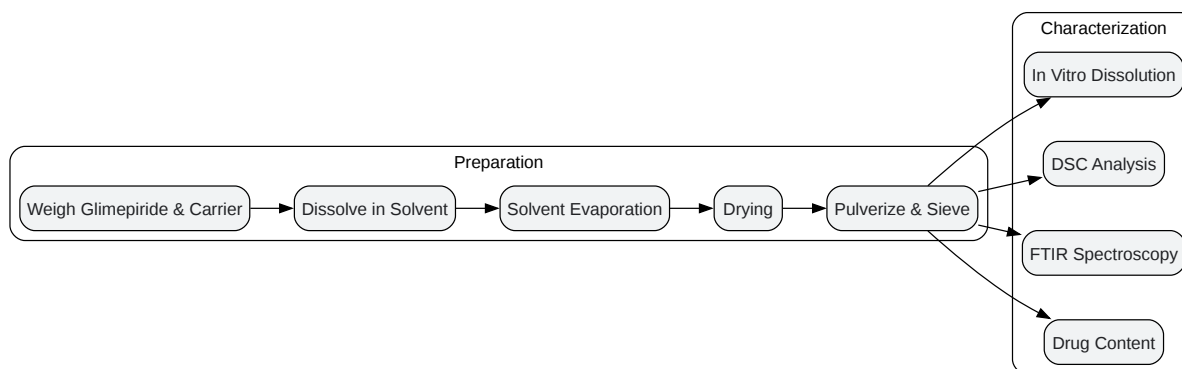 Preparation
Weigh Glimepiride & Carrier
Dissolve in Solvent
Solvent Evaporation
Drying
Pulverize & Sieve
Characterization
In Vitro Dissolution
DSC Analysis
FTIR Spectroscopy
Drug Content